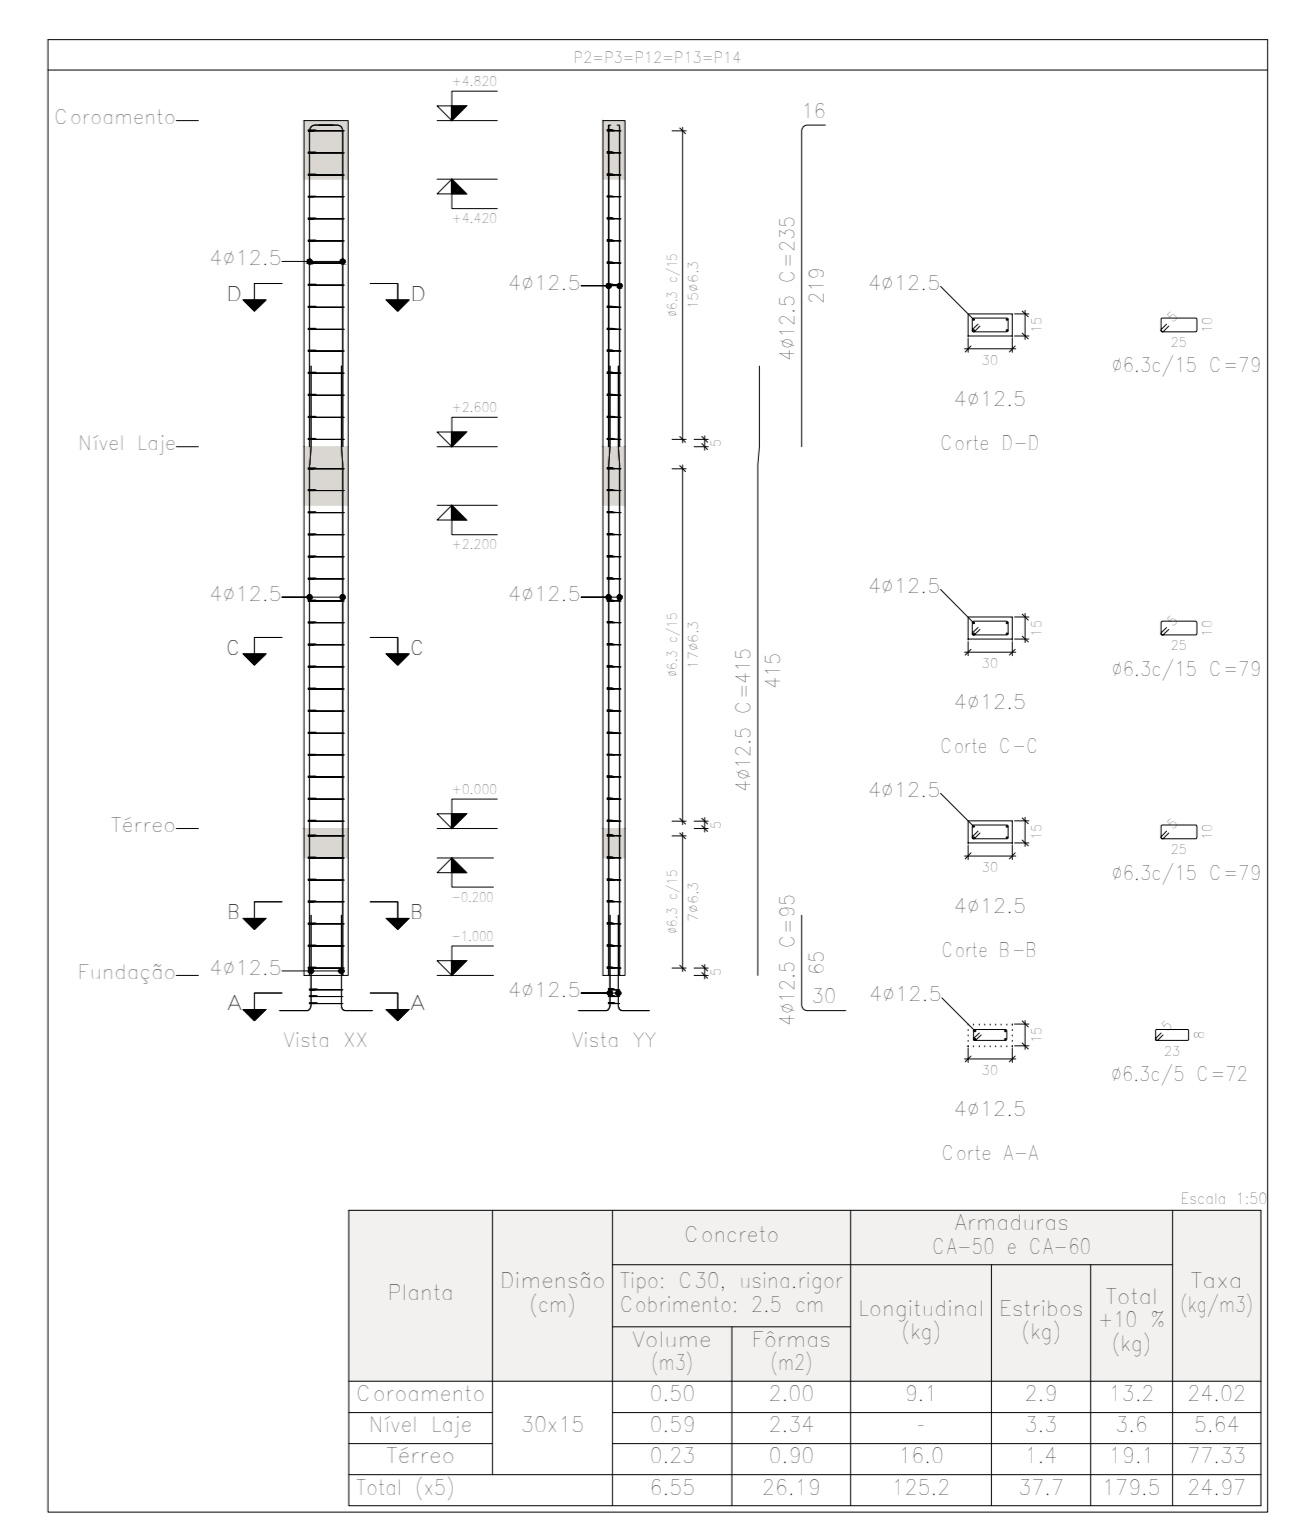 P2=P3=P12=P13=P14
+4.820
Coroamento
16
+4.420
4ø12.5
D
D
4ø12.5
ø6.3 c/15
15ø6.3
4ø12.5 C=235
219
4ø12.5
15
30
4ø12.5
Corte D-D
5
10
25
ø6.3c/15 C=79
+2.600
Nível Laje
5
+2.200
4ø12.5
4ø12.5
C
C
ø6.3 c/15
17ø6.3
4ø12.5 C=415
415
4ø12.5
15
30
4ø12.5
Corte C-C
5
10
25
ø6.3c/15 C=79
+0.000
Térreo
5
-0.200
B
B
ø6.3 c/15
7ø6.3
4ø12.5
15
30
4ø12.5
Corte B-B
5
10
25
ø6.3c/15 C=79
-1.000
Fundação
4ø12.5
5
4ø12.5
A
A
4ø12.5 C=95
65
30
Vista XX
Vista YY
4ø12.5
15
30
4ø12.5
Corte A-A
5
8
23
ø6.3c/5 C=72
Escala 1:50
Planta
Dimensão
(cm)
Concreto
Armaduras
CA-50 e CA-60
Taxa
(kg/m3)
Tipo: C30, usina.rigor
Cobrimento: 2.5 cm
Longitudinal
(kg)
Estribos
(kg)
Total
+10 %
(kg)
Volume
(m3)
Fôrmas
(m2)
Coroamento 30x15 0.50 2.00 9.1 2.9 13.2 24.02
Nível Laje 0.59 2.34 - 3.3 3.6 5.64
Térreo 0.23 0.90 16.0 1.4 19.1 77.33
Total (x5) 6.55 26.19 125.2 37.7 179.5 24.97